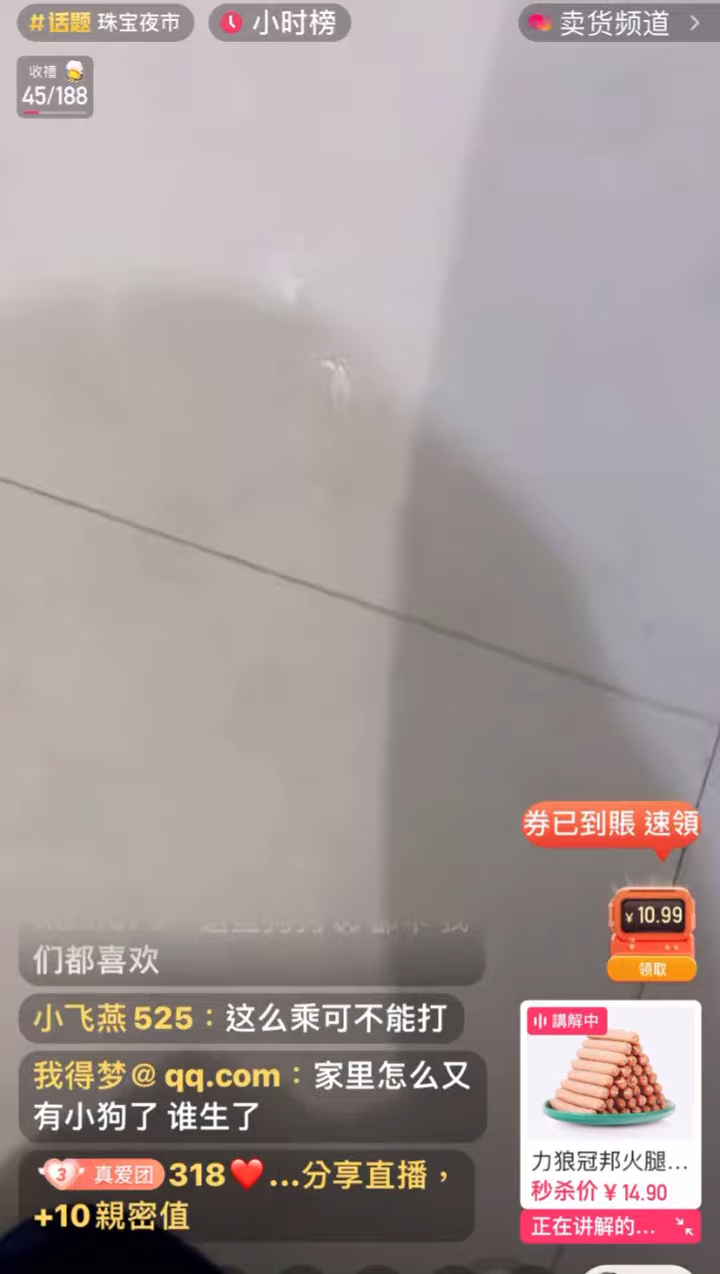 #话题 珠宝夜市
小时榜
卖货频道
收禮
45/188
券已到賬 速領
¥10.99
领取
们都喜欢
小飞燕525：这么乘可不能打
我得梦@qq.com：家里怎么又
有小狗了 谁生了
3 真爱团 318❤️...分享直播，
+10親密值
講解中
力狼冠邦火腿...
秒杀价¥14.90
正在讲解的...